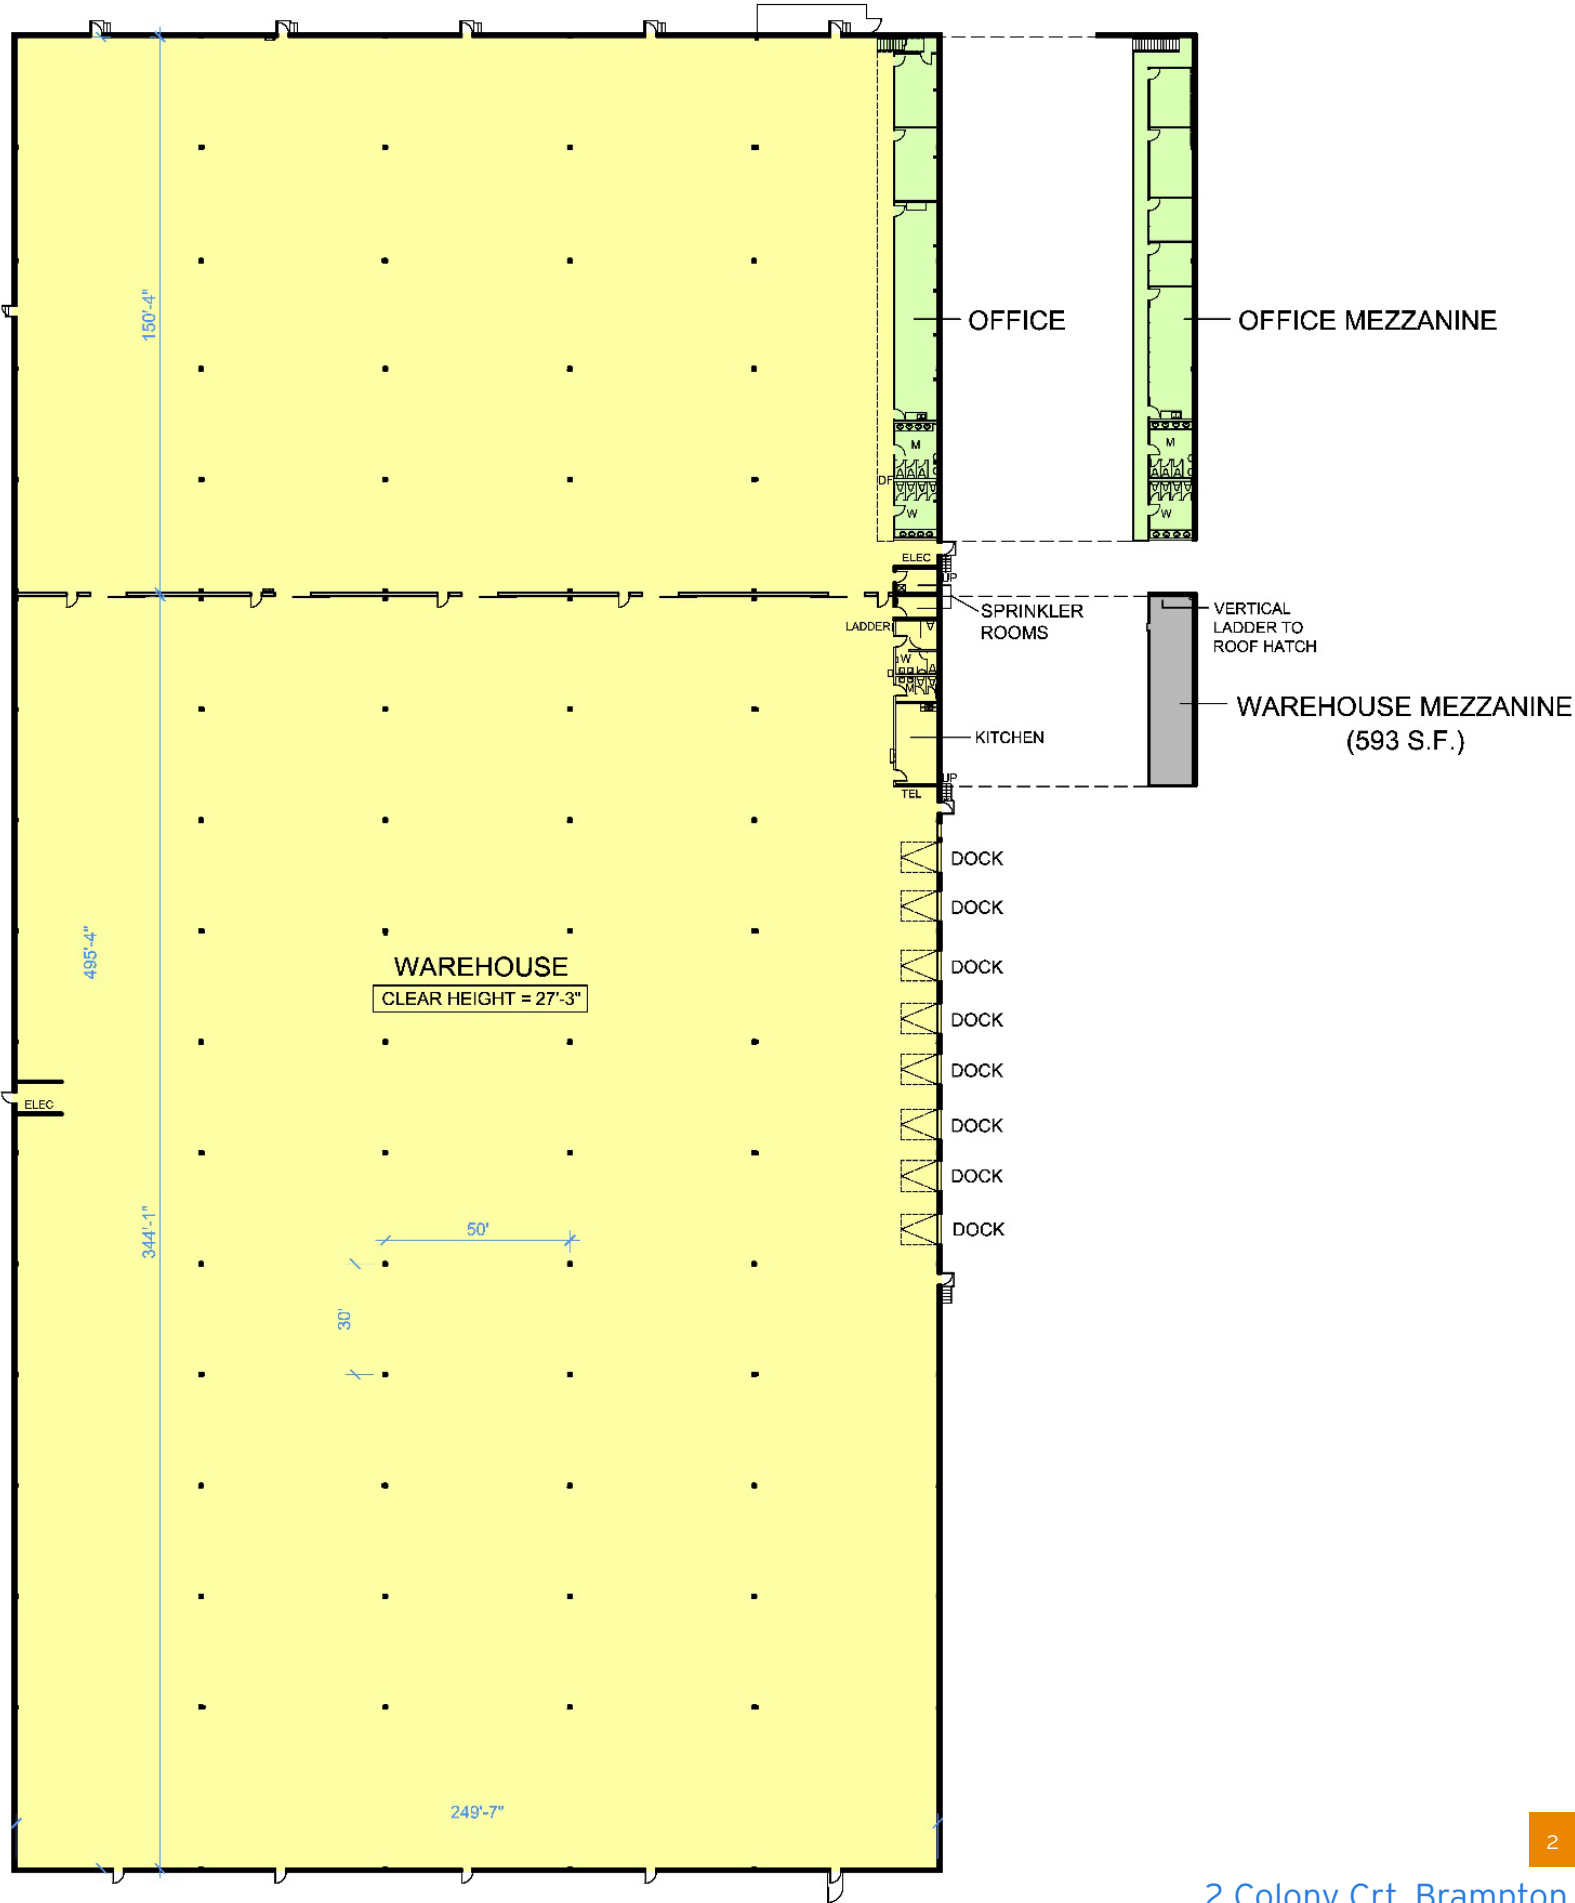 150'-4"
OFFICE
OFFICE MEZZANINE
M
M
DF
W
W
ELEC
UP
SPRINKLER
ROOMS
VERTICAL
LADDER TO
ROOF HATCH
LADDER
W
M
WAREHOUSE MEZZANINE
(593 S.F.)
KITCHEN
UP
TEL
DOCK
DOCK
495'-4"
WAREHOUSE
CLEAR HEIGHT = 27'-3"
DOCK
DOCK
DOCK
ELEC
DOCK
DOCK
344'-1"
50'
DOCK
30'
249'-7"
2
2 Colony Crt, Brampton